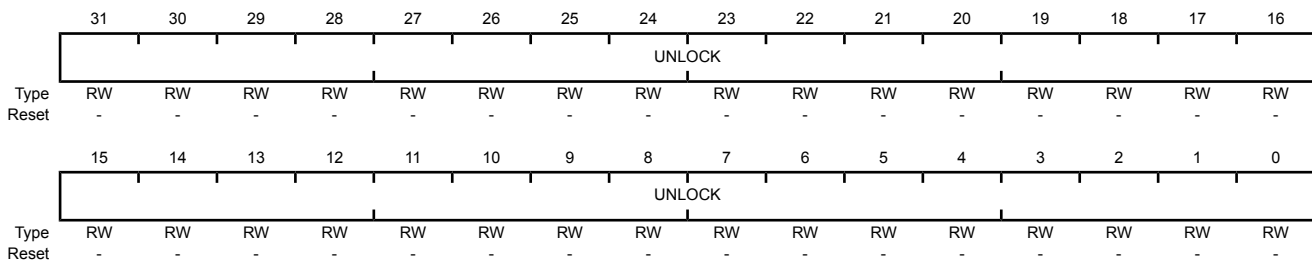 31 30 29 28 27 26 25 24 23 22 21 20 19 18 17 16
UNLOCK
Type RW RW RW RW RW RW RW RW RW RW RW RW RW RW RW RW
Reset - - - - - - - - - - - - - - - -
15 14 13 12 11 10 9 8 7 6 5 4 3 2 1 0
UNLOCK
Type RW RW RW RW RW RW RW RW RW RW RW RW RW RW RW RW
Reset - - - - - - - - - - - - - - - -